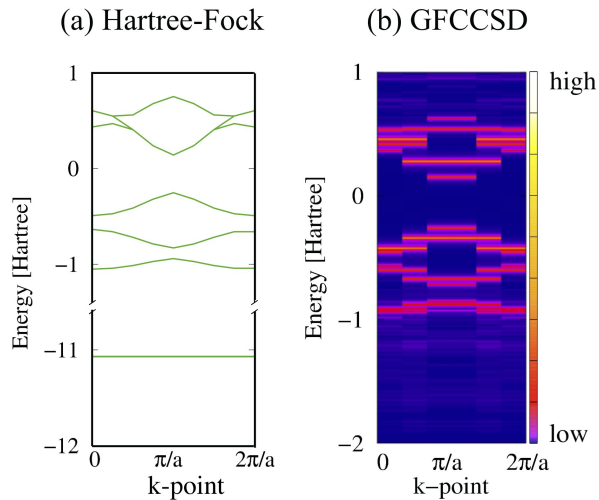 (a) Hartree-Fock
(b) GFCCSD
Energy [Hartree]
1
0
−1
−11
−12
0
π/a
2π/a
k-point
Energy [Hartree]
1
0
−1
−2
0
π/a
2π/a
k−point
high
low